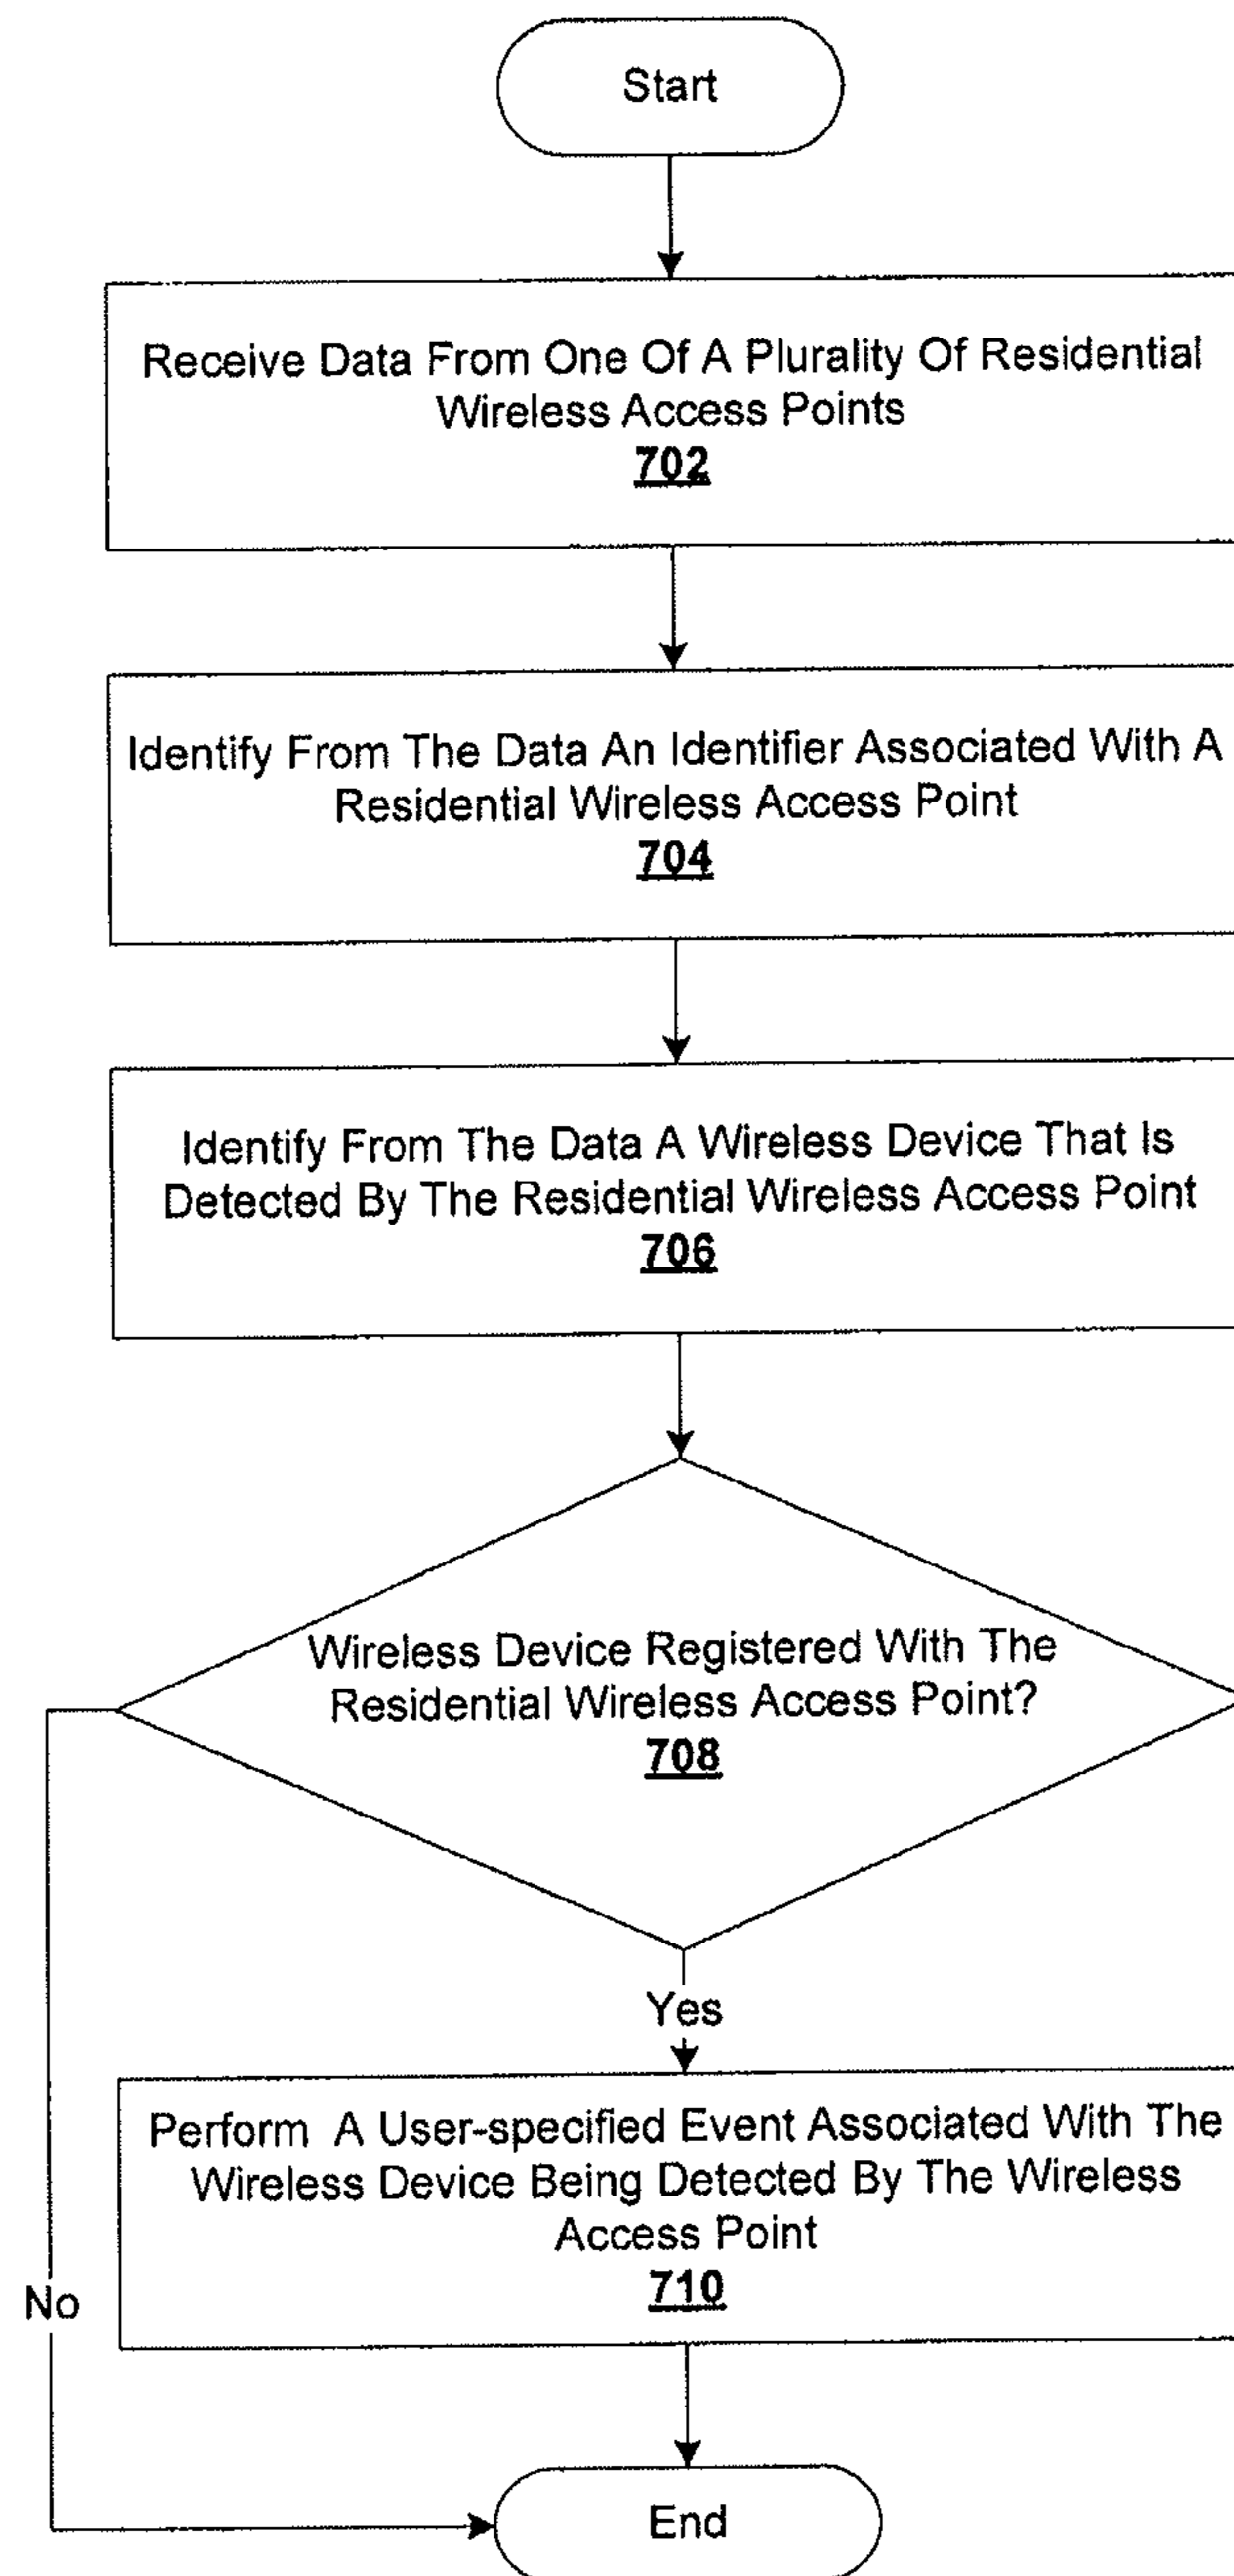 Start
Receive Data From One Of A Plurality Of Residential
Wireless Access Points
702
Identify From The Data An Identifier Associated With A
Residential Wireless Access Point
704
Identify From The Data A Wireless Device That Is
Detected By The Residential Wireless Access Point
706
Wireless Device Registered With The
Residential Wireless Access Point?
708
Yes
Perform A User-specified Event Associated With The
Wireless Device Being Detected By The Wireless
Access Point
710
No
End